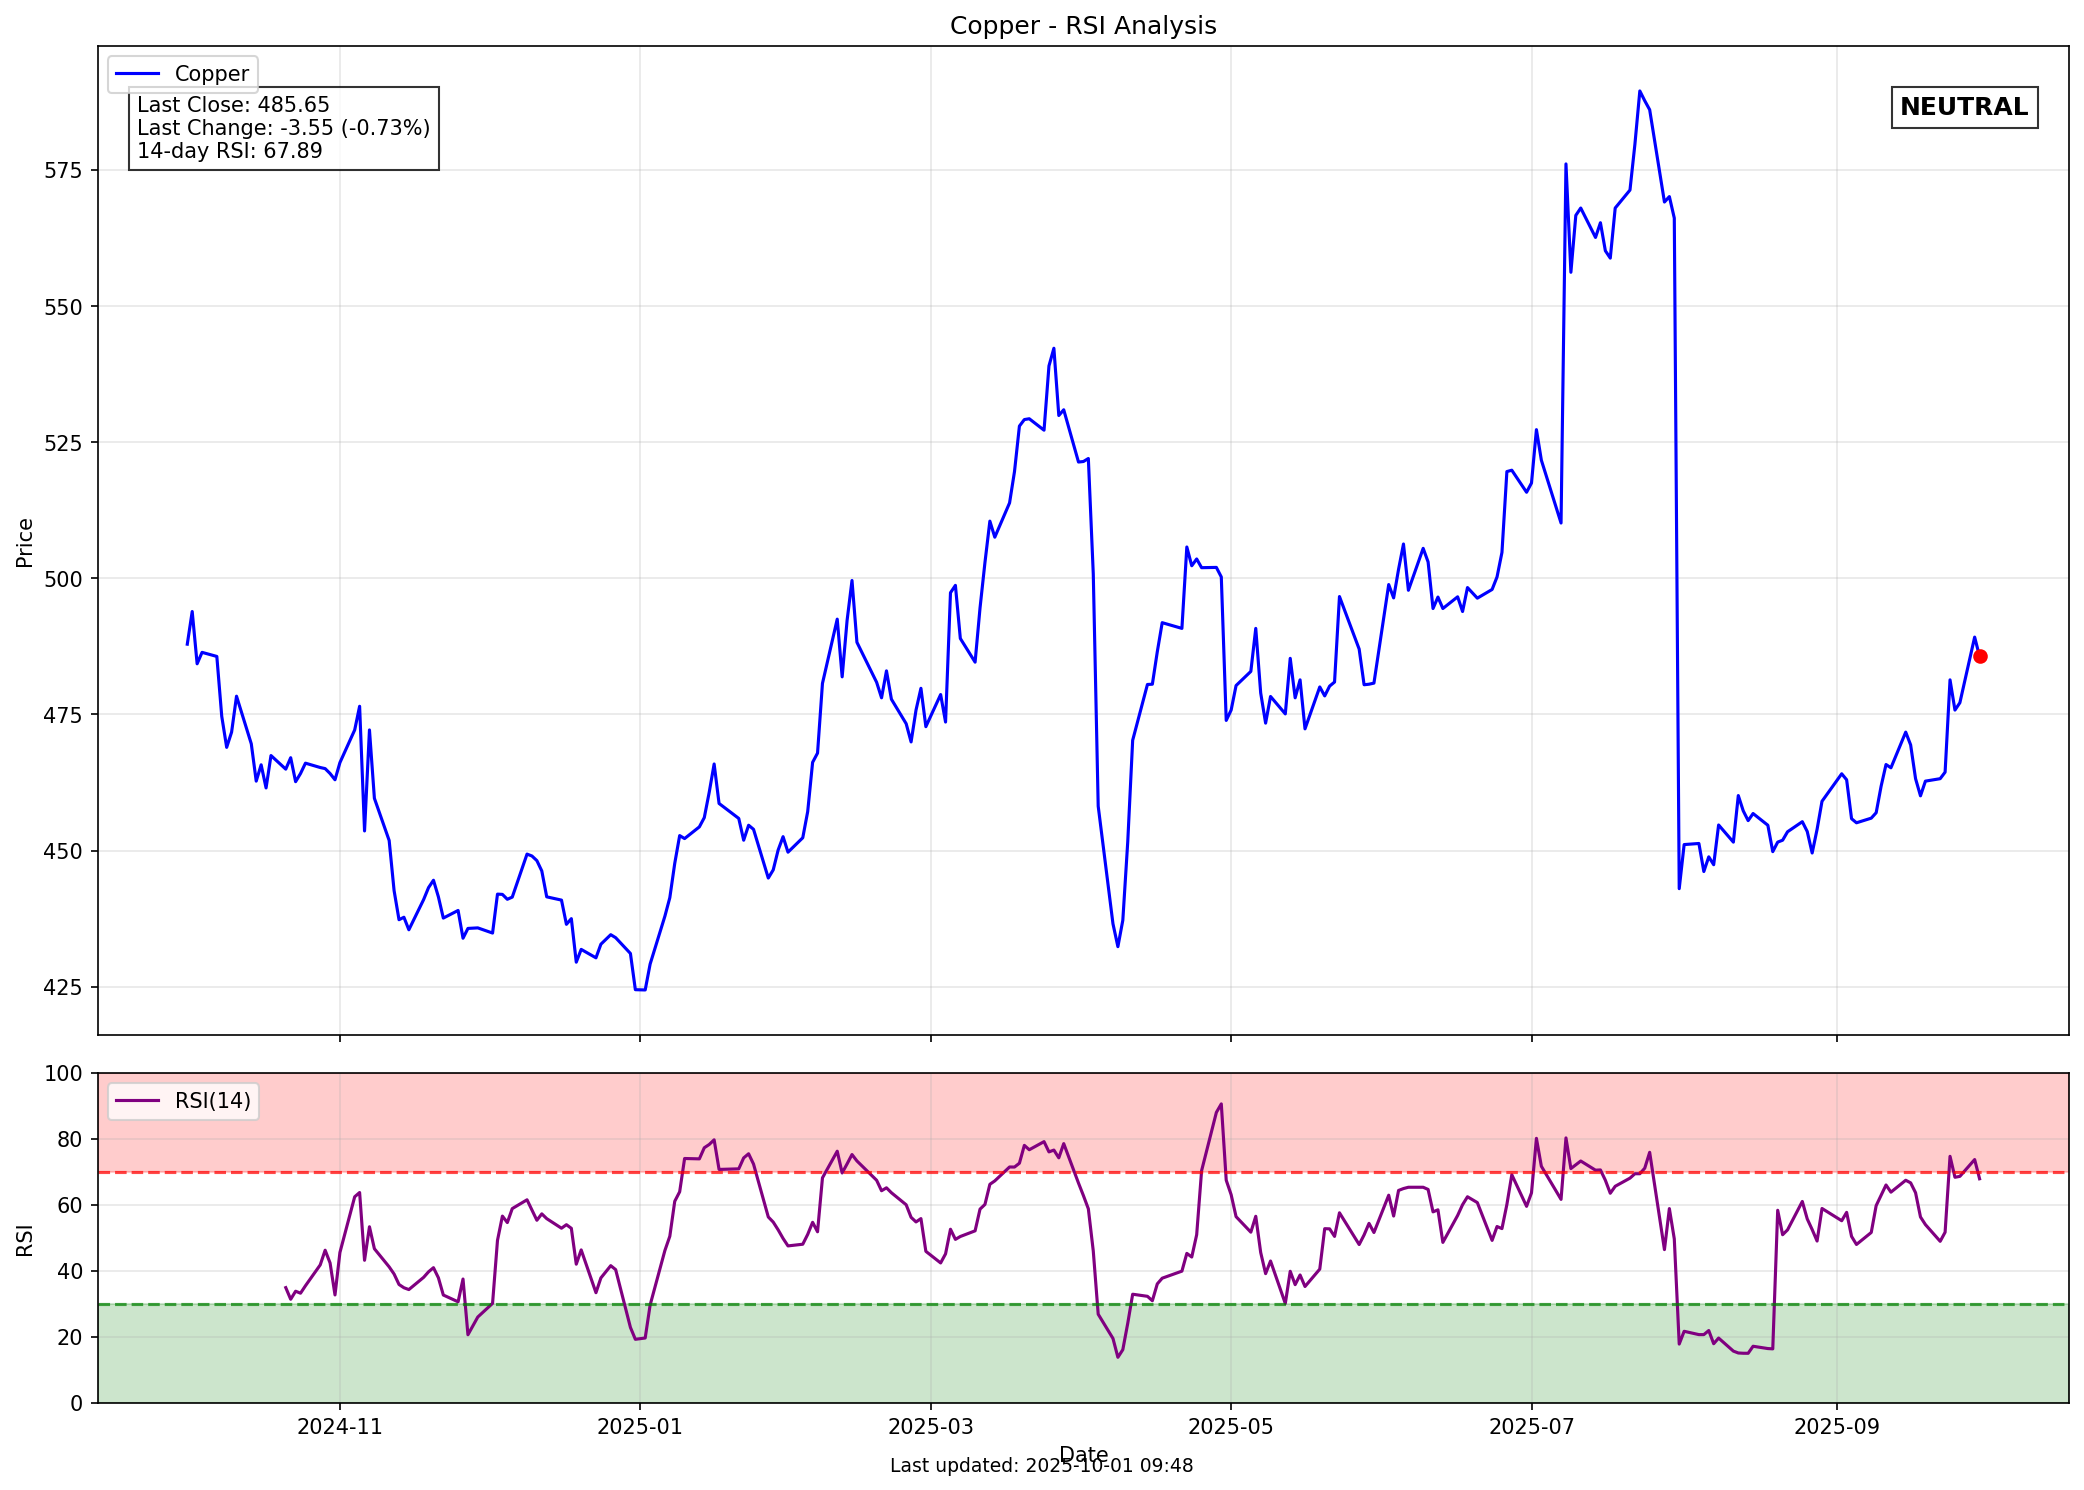 Copper - RSI Analysis
Copper
Last Close: 485.65
Last Change: -3.55 (-0.73%)
14-day RSI: 67.89
NEUTRAL
575
550
525
500
475
450
425
Price
100
80
60
40
20
0
RSI
RSI(14)
2024-11
2025-01
2025-03
2025-05
2025-07
2025-09
Date
Last updated: 2025-10-01 09:48